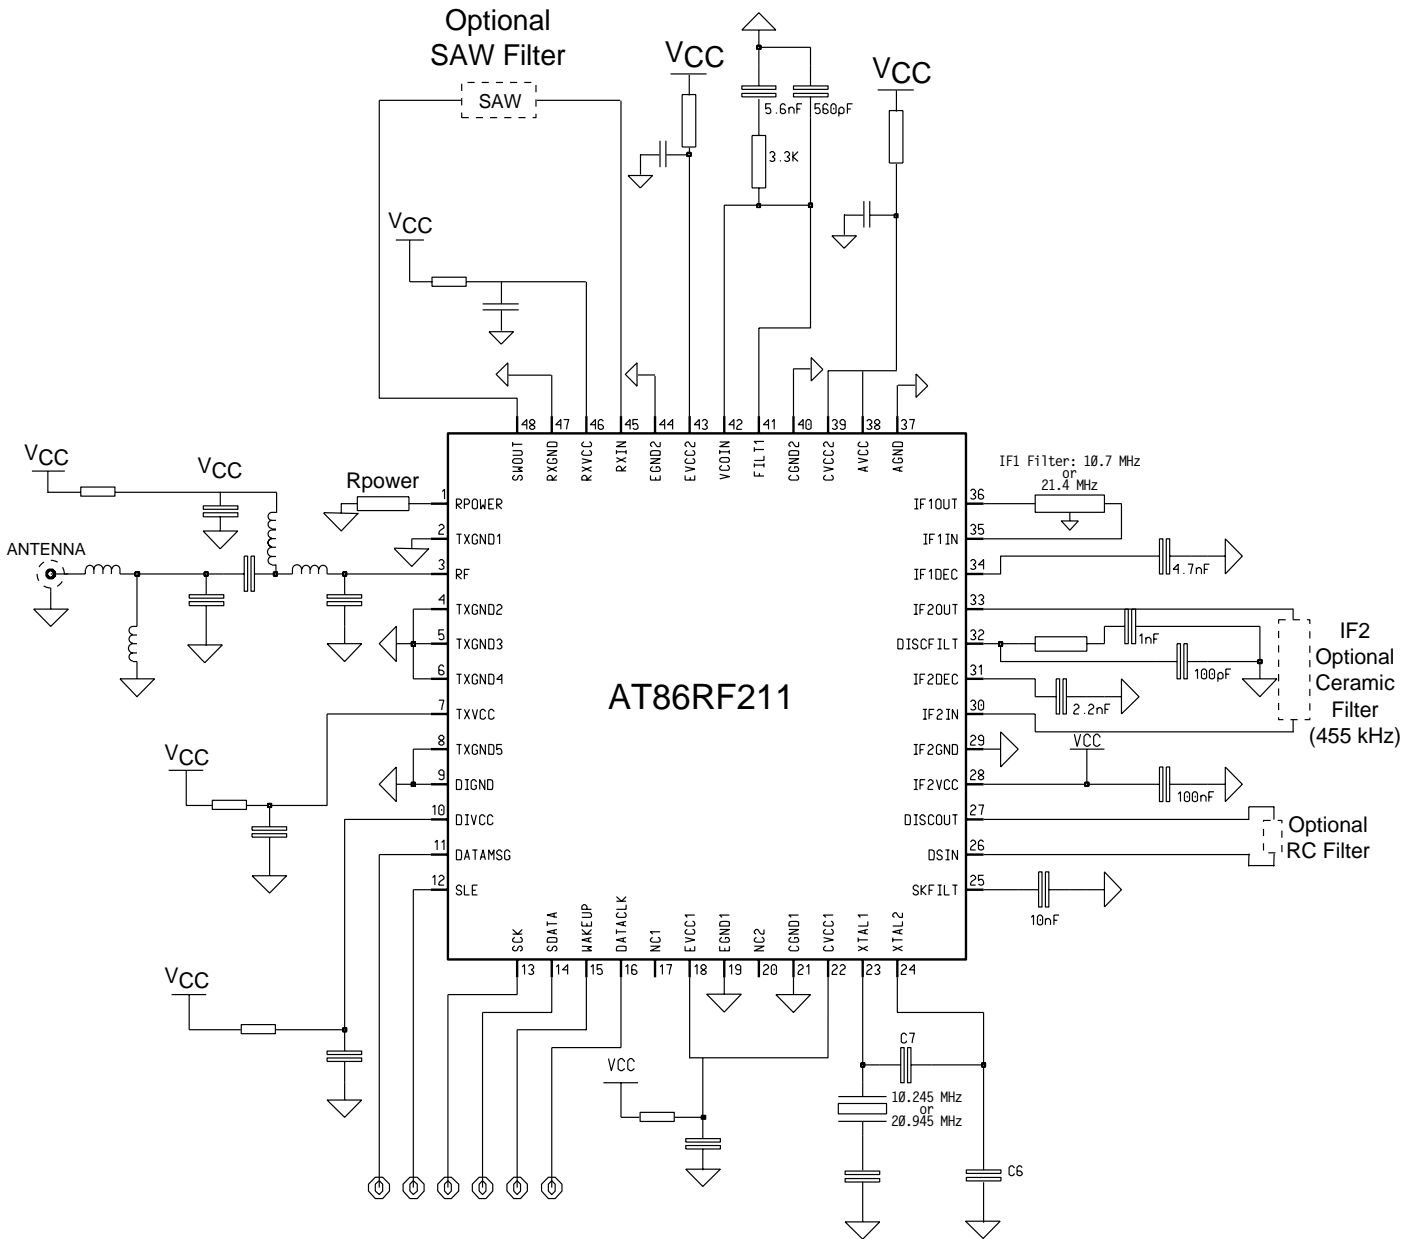 Optional
SAW Filter
SAW
VCC
5.6nF
560pF
VCC
3.3K
VCC
48
47
46
45
44
43
42
41
40
39
38
37
SWOUT
RXGND
RXVCC
RXIN
EGND2
EVCC2
VCOIN
FILT1
CGND2
CVCC2
AVCC
AGND
VCC
VCC
ANTENNA
Rpower
1
RPOWER
2
TXGND1
3
RF
4
TXGND2
5
TXGND3
6
TXGND4
7
TXVCC
8
TXGND5
9
DIGND
10
DIVCC
11
DATAMSG
12
SLE
VCC
VCC
AT86RF211
IF1 Filter: 10.7 MHz
or
21.4 MHz
IF1OUT
36
IF1IN
35
IF1DEC
34
4.7nF
IF2OUT
33
DISCFILT
32
1nF
100pF
IF2DEC
31
2.2nF
IF2IN
30
IF2GND
29
VCC
IF2VCC
28
100nF
DISCOUT
27
DSIN
26
SKFILT
25
10nF
IF2
Optional
Ceramic
Filter
(455 kHz)
Optional
RC Filter
SCK
SDATA
WAKEUP
DATACLK
NC1
EVCC1
EGND1
NC2
CGND1
CVCC1
XTAL1
XTAL2
13
14
15
16
17
18
19
20
21
22
23
24
VCC
C7
10.245 MHz
or
20.945 MHz
C6